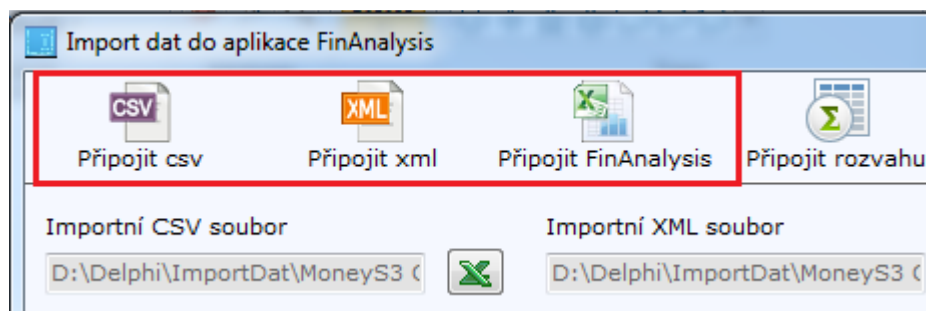 Import dat do aplikace FinAnalysis
CSV XML
Připojit csv Připojit xml Připojit FinAnalysis Připojit rozvahu
Importní CSV soubor Importní XML soubor
D:\Delphi\ImportDat\MoneyS3 D:\Delphi\ImportDat\MoneyS3